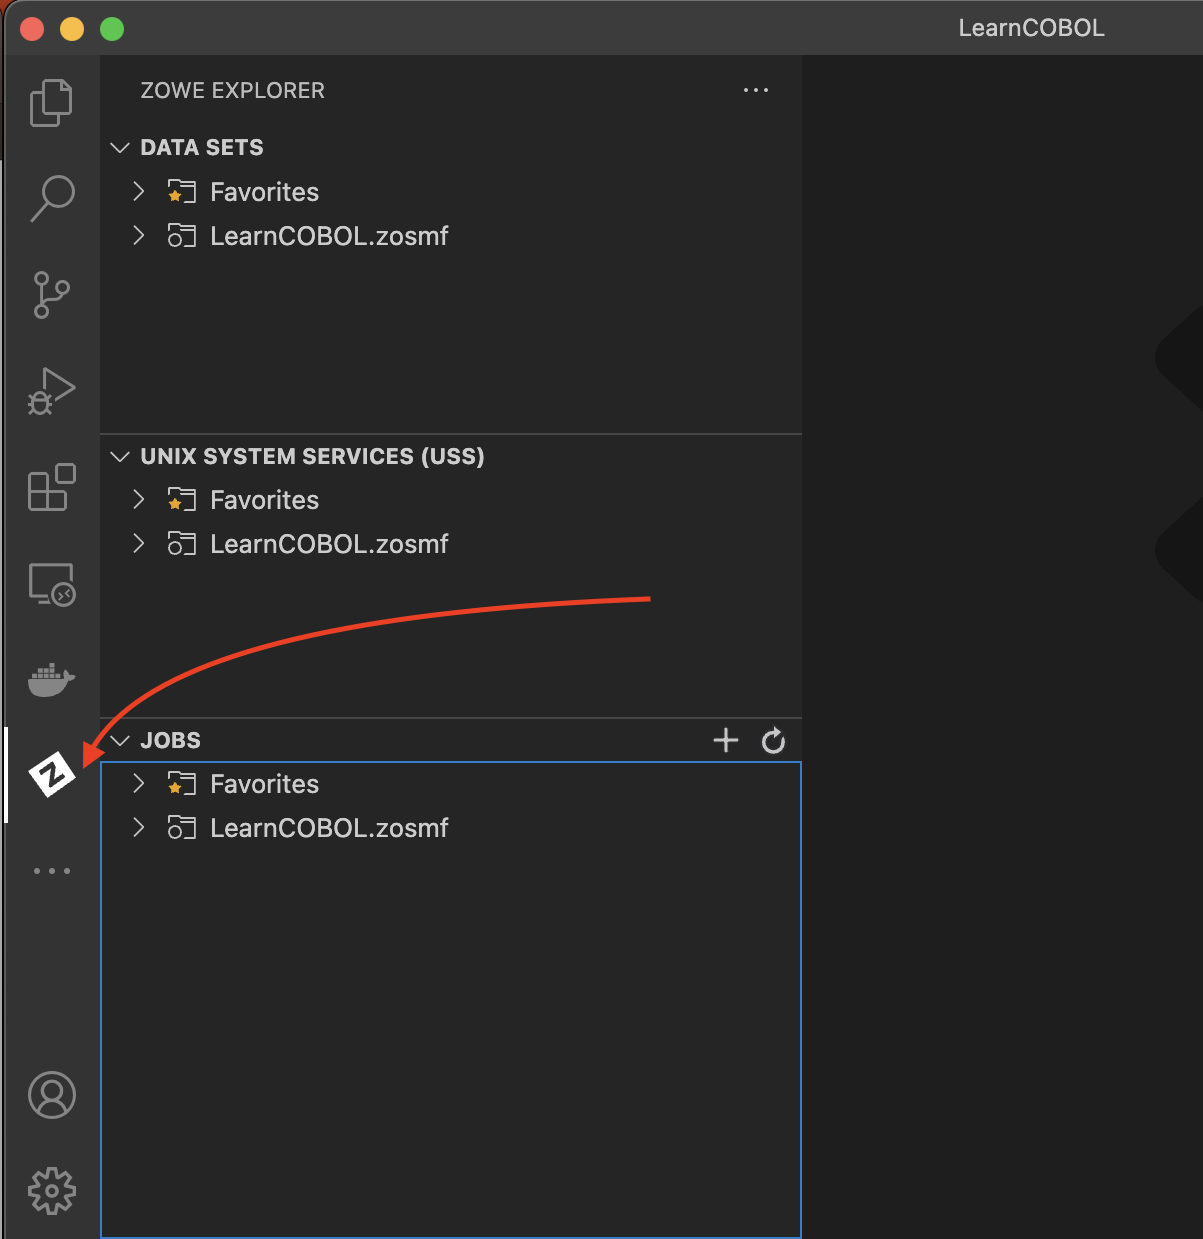 LearnCOBOL
ZOWE EXPLORER
DATA SETS
Favorites
LearnCOBOL.zosmf
UNIX SYSTEM SERVICES (USS)
Favorites
LearnCOBOL.zosmf
JOBS
Favorites
LearnCOBOL.zosmf
Z